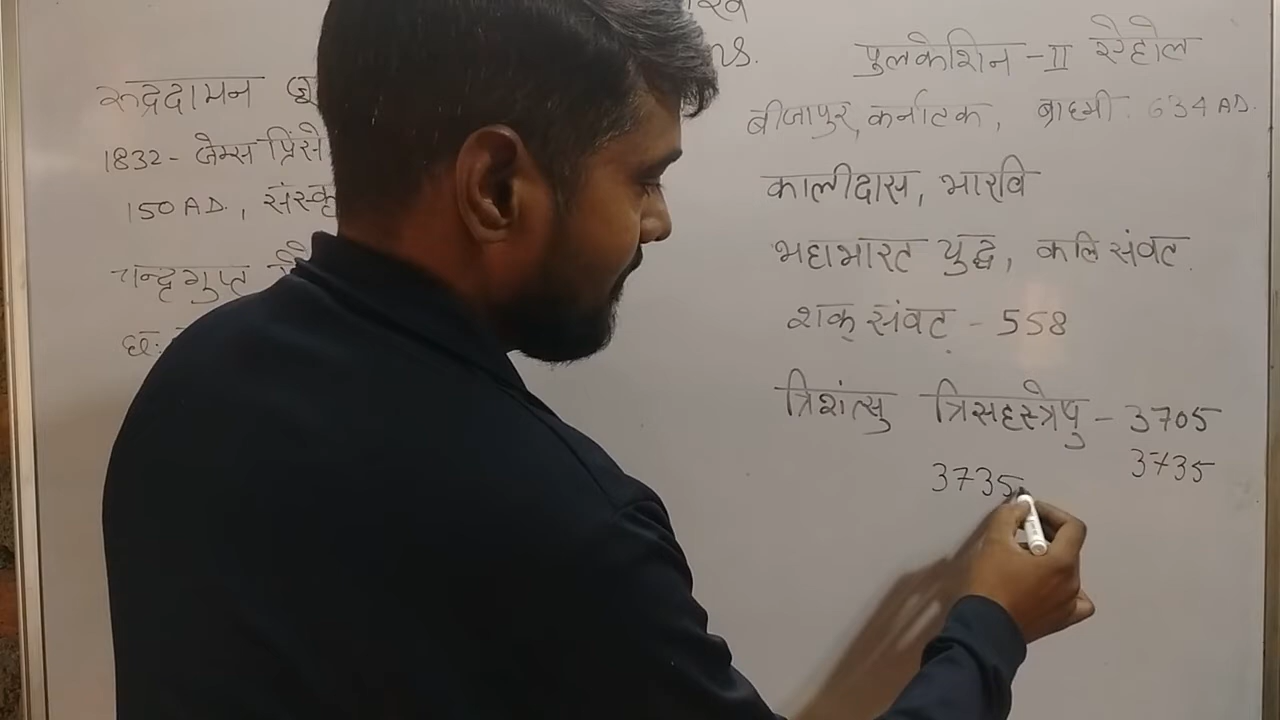 रूद्रदामन
1832- जेम्स प्रिंसे
150 A.D., संस्कृ
चन्द्रगुप्त
पुलकेशिन -II ऐहोल
बीजापुर, कर्नाटक, ब्राह्मी. 634 AD.
कालीदास, भारवि
महाभारत युद्ध, कलि संवत.
शक् संवत् - 558
त्रिशंत्सु त्रिसहस्त्रेषु - 3705
3735 3735